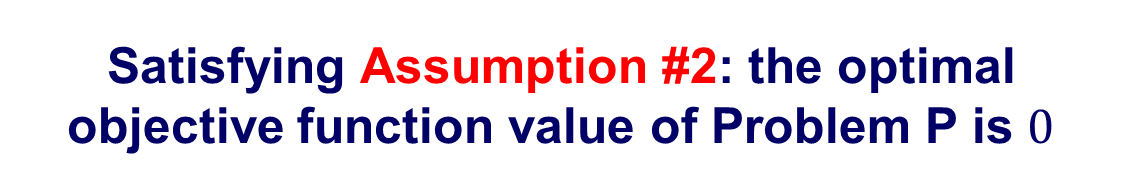 Satisfying Assumption #2: the optimal
objective function value of Problem P is 0